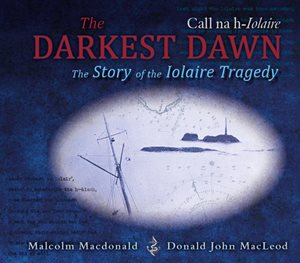 The
Call na h-Iolaire
DARKEST DAWN
The Story of the Iolaire Tragedy
Malcolm Macdonald
Donald John MacLeod